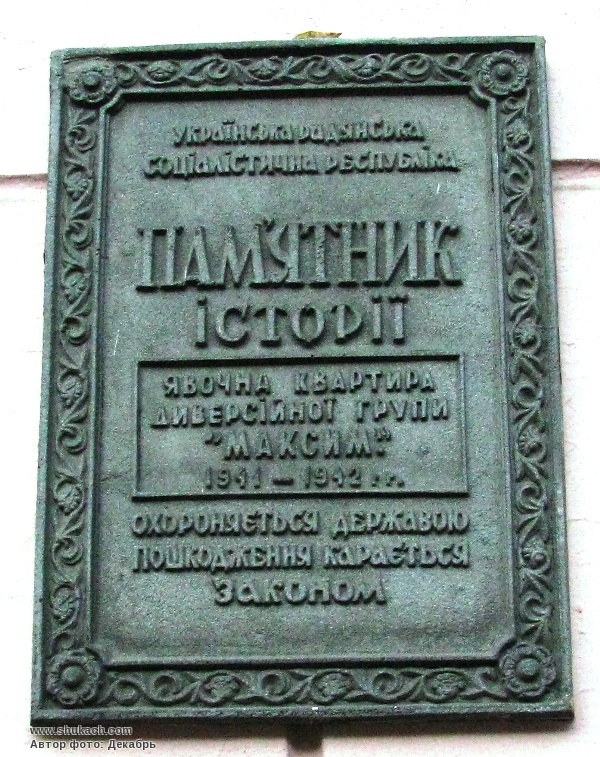 Українська Радянська
Соціалістична Республіка
ПАМ'ЯТНИК
ІСТОРІЇ
ЯВОЧНА КВАРТИРА
ДИВЕРСІЙНОЇ ГРУПИ
"МАКСИМ"
1941 — 1942 г г.
ОХОРОНЯЄТЬСЯ ДЕРЖАВОЮ
ПОШКОДЖЕННЯ КАРАЄТЬСЯ
ЗАКОНОМ
www.shukach.com
Автор фото: Декабрь